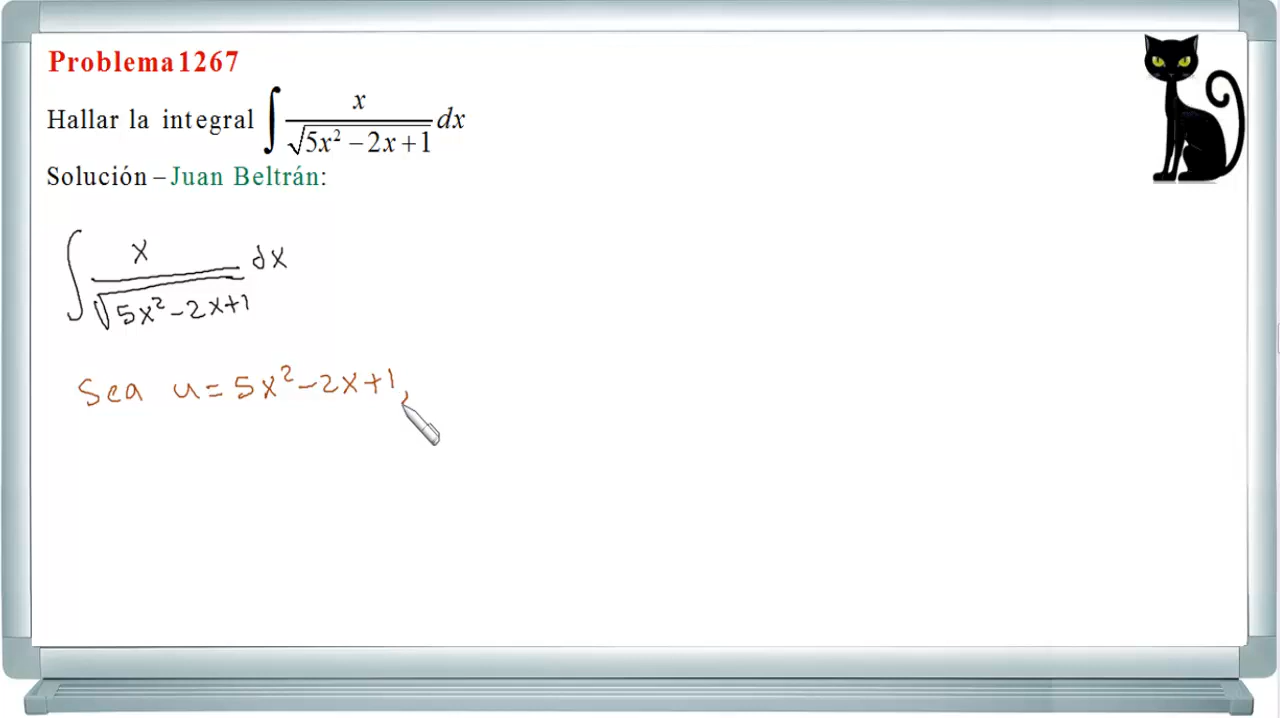 Problema 1267
Hallar la integral ∫ x / √(5x² − 2x + 1) dx
Solución – Juan Beltrán:
∫ x / √(5x² − 2x + 1) dx
Sea u = 5x² − 2x + 1,